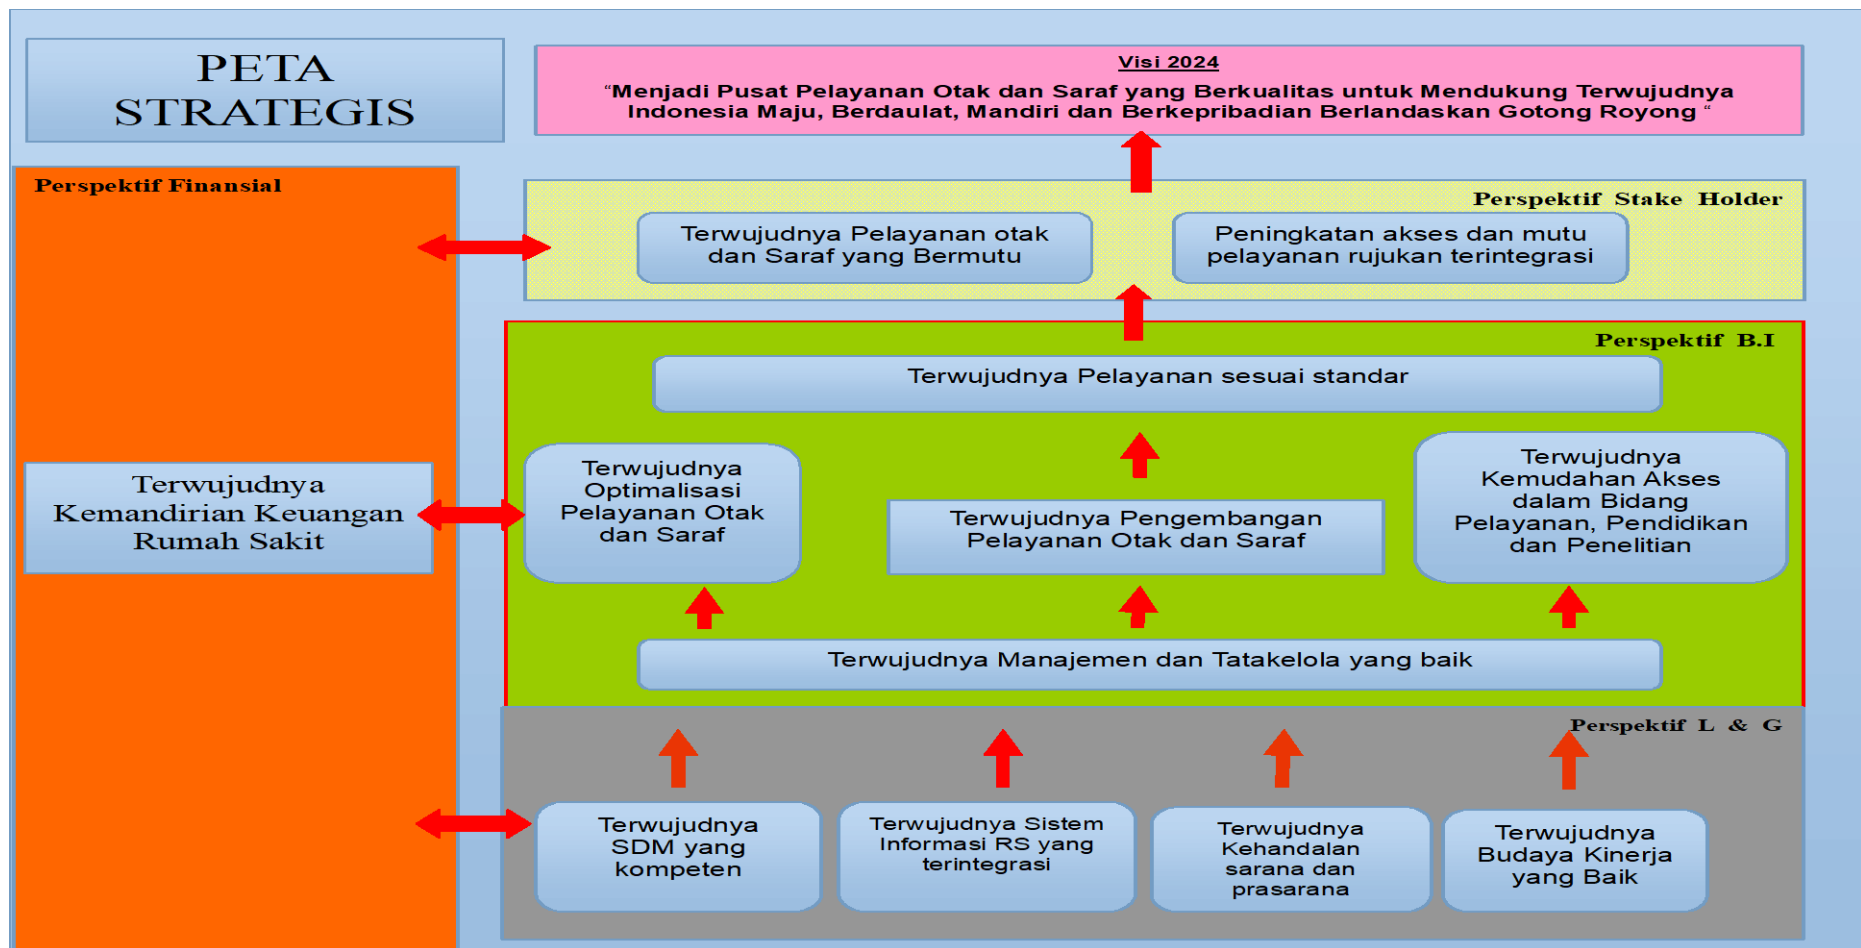 PETA
STRATEGIS
Visi 2024
“Menjadi Pusat Pelayanan Otak dan Saraf yang Berkualitas untuk Mendukung Terwujudnya
Indonesia Maju, Berdaulat, Mandiri dan Berkepribadian Berlandaskan Gotong Royong “
Perspektif Finansial
Terwujudnya
Kemandirian Keuangan
Rumah Sakit
Perspektif Stake Holder
Terwujudnya Pelayanan otak
dan Saraf yang Bermutu
Peningkatan akses dan mutu
pelayanan rujukan terintegrasi
Perspektif B.I
Terwujudnya Pelayanan sesuai standar
Terwujudnya
Optimalisasi
Pelayanan Otak
dan Saraf
Terwujudnya Pengembangan
Pelayanan Otak dan Saraf
Terwujudnya
Kemudahan Akses
dalam Bidang
Pelayanan, Pendidikan
dan Penelitian
Terwujudnya Manajemen dan Tatakelola yang baik
Perspektif L & G
Terwujudnya
SDM yang
kompeten
Terwujudnya Sistem
Informasi RS yang
terintegrasi
Terwujudnya
Kehandalan
sarana dan
prasarana
Terwujudnya
Budaya Kinerja
yang Baik